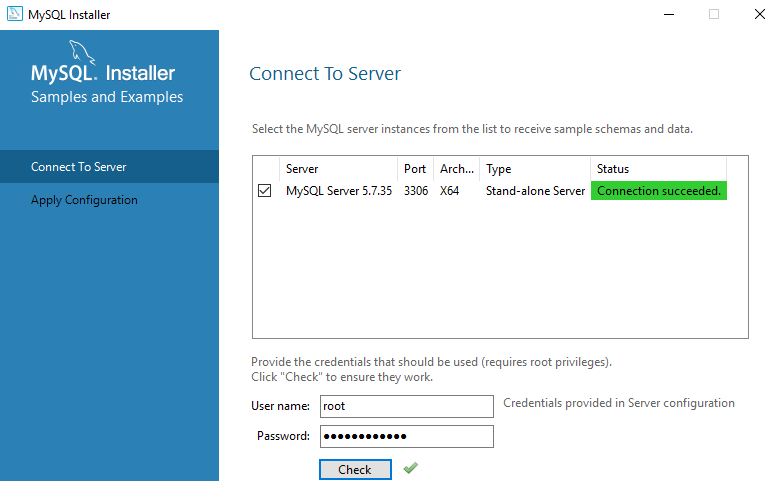 MySQL Installer
MySQL. Installer
Samples and Examples
Connect To Server
Apply Configuration
Connect To Server
Select the MySQL server instances from the list to receive sample schemas and data.
Server Port Arch... Type Status
MySQL Server 5.7.35 3306 X64 Stand-alone Server Connection succeeded.
Provide the credentials that should be used (requires root privileges).
Click "Check" to ensure they work.
User name: root Credentials provided in Server configuration
Password: ●●●●●●●●●●●●
Check